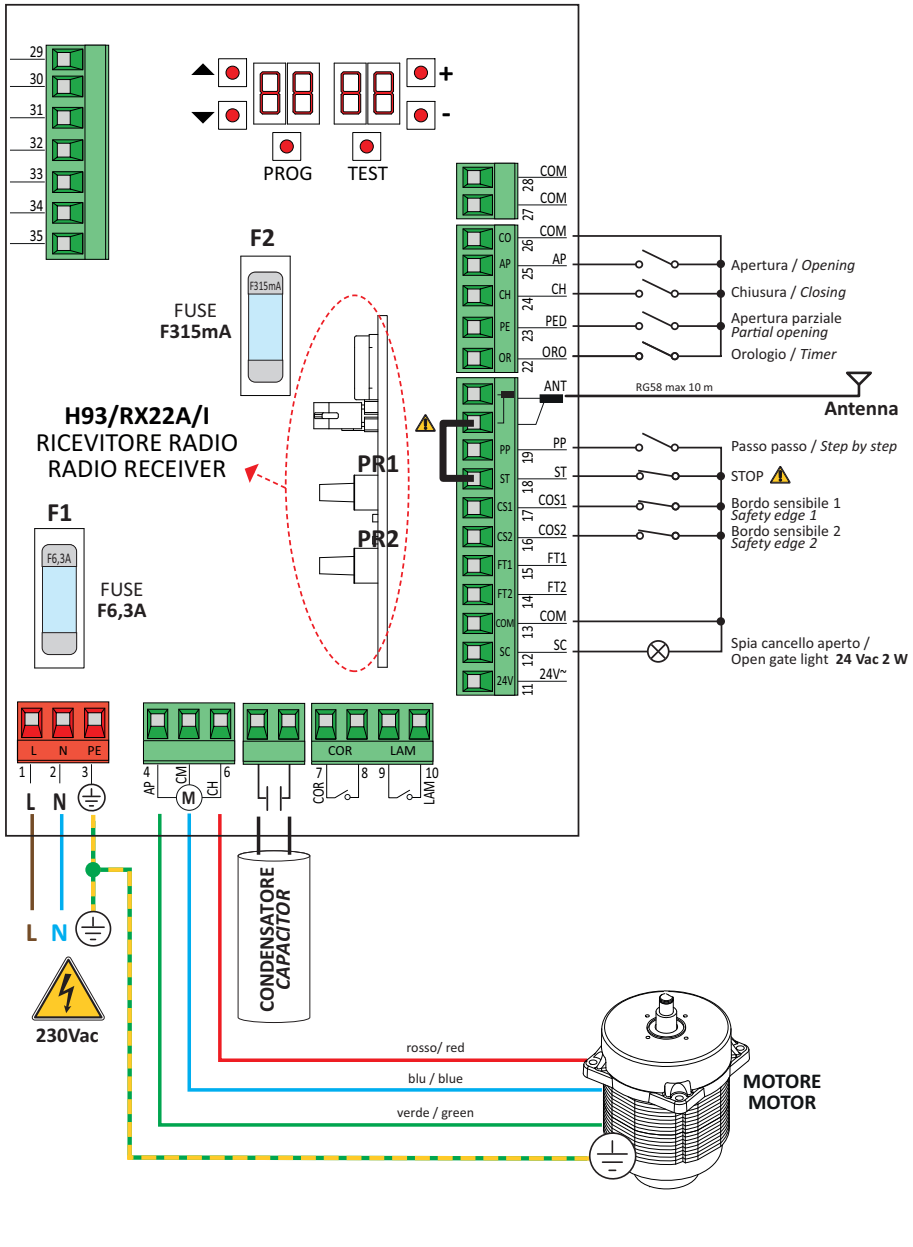 29
30
31
32
33
34
35
+
-
PROG
TEST
F2
F315mA
FUSE
F315mA
H93/RX22A/I
RICEVITORE RADIO
RADIO RECEIVER
PR1
PR2
F1
F6,3A
FUSE
F6,3A
28 COM
27 COM
CO 26 COM
AP 25 AP
CH 24 CH
PE 23 PED
OR 22 ORO
Apertura / Opening
Chiusura / Closing
Apertura parziale
Partial opening
Orologio / Timer
ANT
RG58 max 10 m
Antenna
PP 19 PP
ST 18 ST
CS1 17 COS1
CS2 16 COS2
FT1 15 FT1
FT2 14 FT2
COM 13 COM
SC 12 SC
24V 11 24V~
Passo passo / Step by step
STOP
Bordo sensibile 1
Safety edge 1
Bordo sensibile 2
Safety edge 2
Spia cancello aperto /
Open gate light 24 Vac 2 W
L N PE
1 2 3
L N
L N
230Vac
4 6
AP CM CH
M
COR LAM
7 8 9 10
COR LAM
CONDENSATORE
CAPACITOR
rosso/ red
blu / blue
verde / green
MOTORE
MOTOR